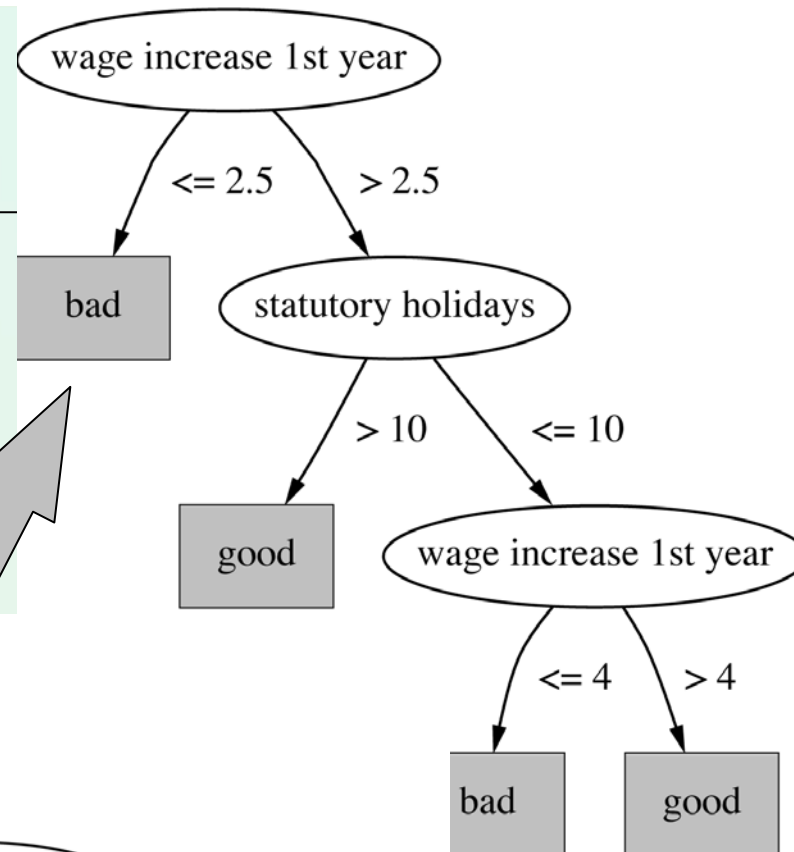 wage increase 1st year
<= 2.5 > 2.5
bad
statutory holidays
> 10 <= 10
good
wage increase 1st year
<= 4 > 4
bad good